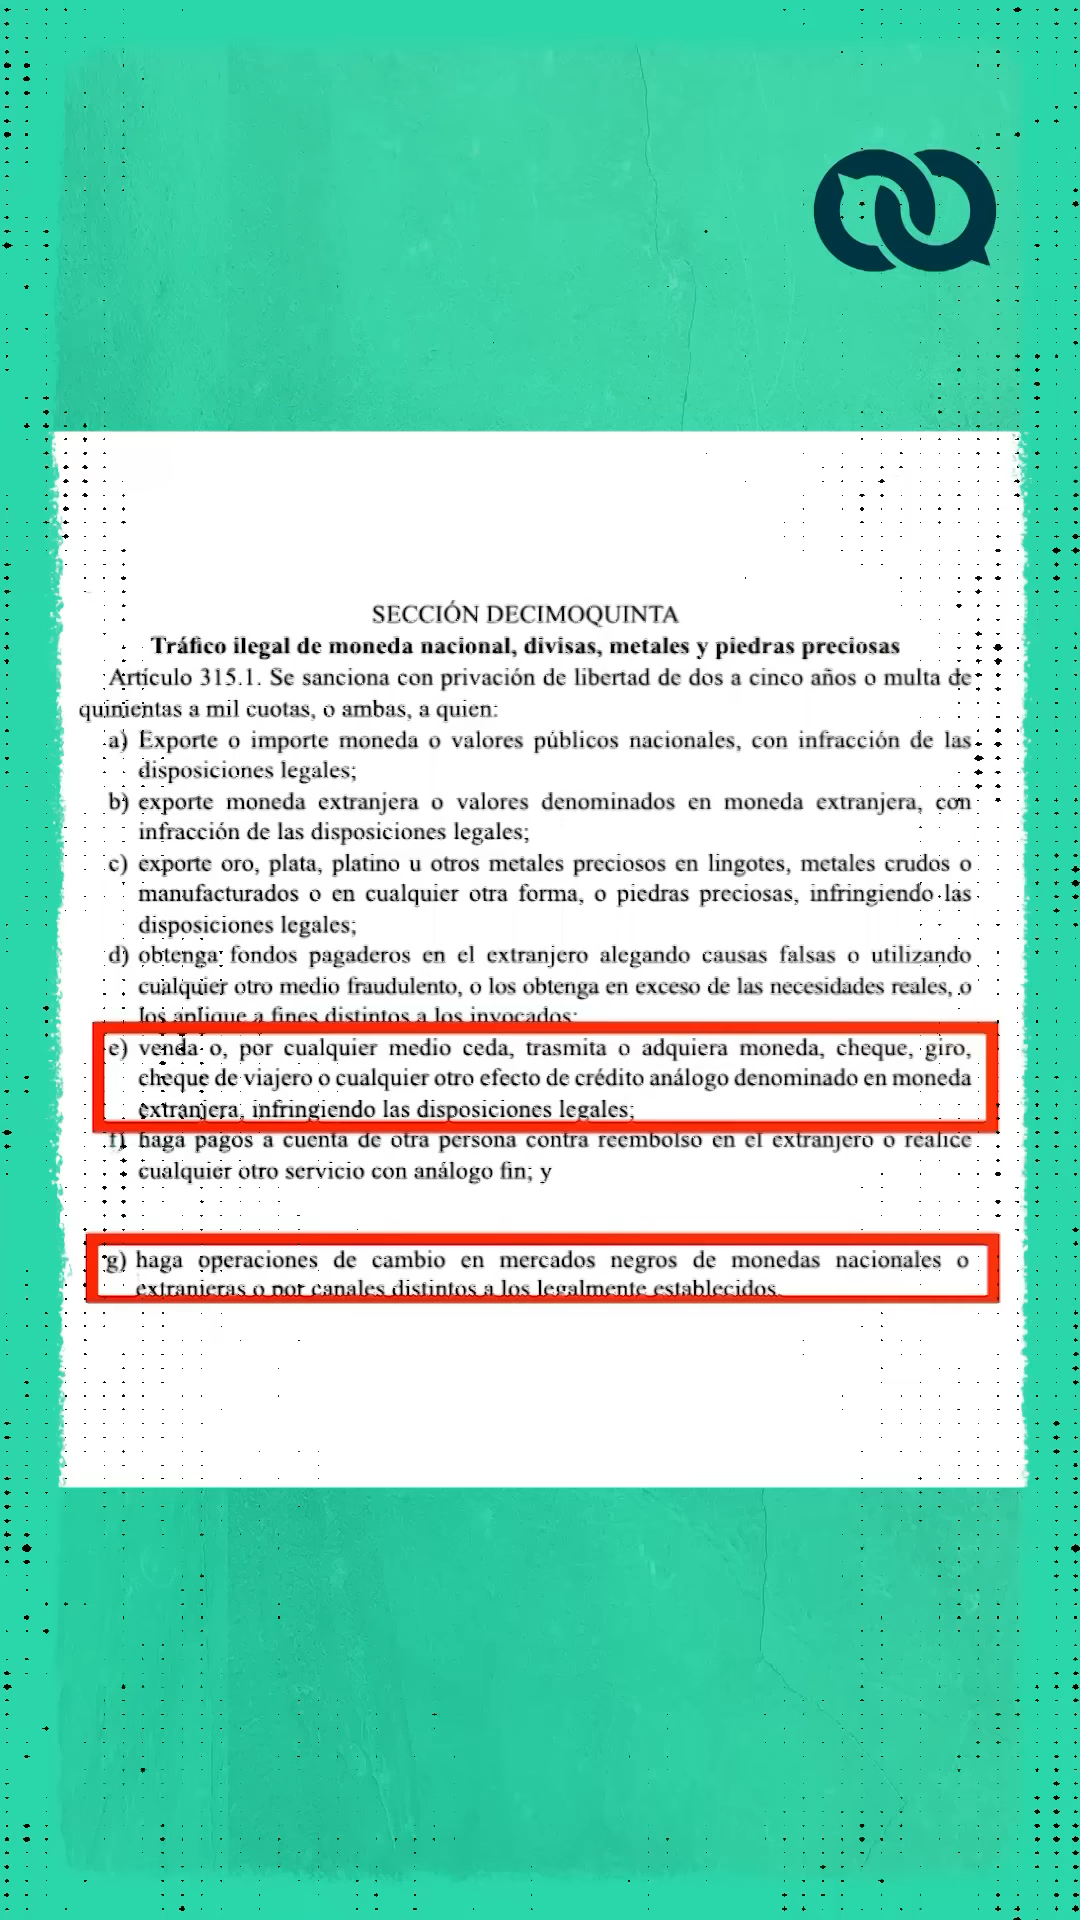 SECCIÓN DECIMOQUINTA
Tráfico ilegal de moneda nacional, divisas, metales y piedras preciosas
Artículo 315.1. Se sanciona con privación de libertad de dos a cinco años o multa de
quinientas a mil cuotas, o ambas, a quien:
a) Exporte o importe moneda o valores públicos nacionales, con infracción de las
disposiciones legales;
b) exporte moneda extranjera o valores denominados en moneda extranjera, con
infracción de las disposiciones legales;
c) exporte oro, plata, platino u otros metales preciosos en lingotes, metales crudos o
manufacturados o en cualquier otra forma, o piedras preciosas, infringiendo las
disposiciones legales;
d) obtenga fondos pagaderos en el extranjero alegando causas falsas o utilizando
cualquier otro medio fraudulento, o los obtenga en exceso de las necesidades reales, o
los aplique a fines distintos a los invocados;
e) venda o, por cualquier medio ceda, trasmita o adquiera moneda, cheque, giro,
cheque de viajero o cualquier otro efecto de crédito análogo denominado en moneda
extranjera, infringiendo las disposiciones legales;
f) haga pagos a cuenta de otra persona contra reembolso en el extranjero o realice
cualquier otro servicio con análogo fin; y
g) haga operaciones de cambio en mercados negros de monedas nacionales o
extranjeras o por canales distintos a los legalmente establecidos.